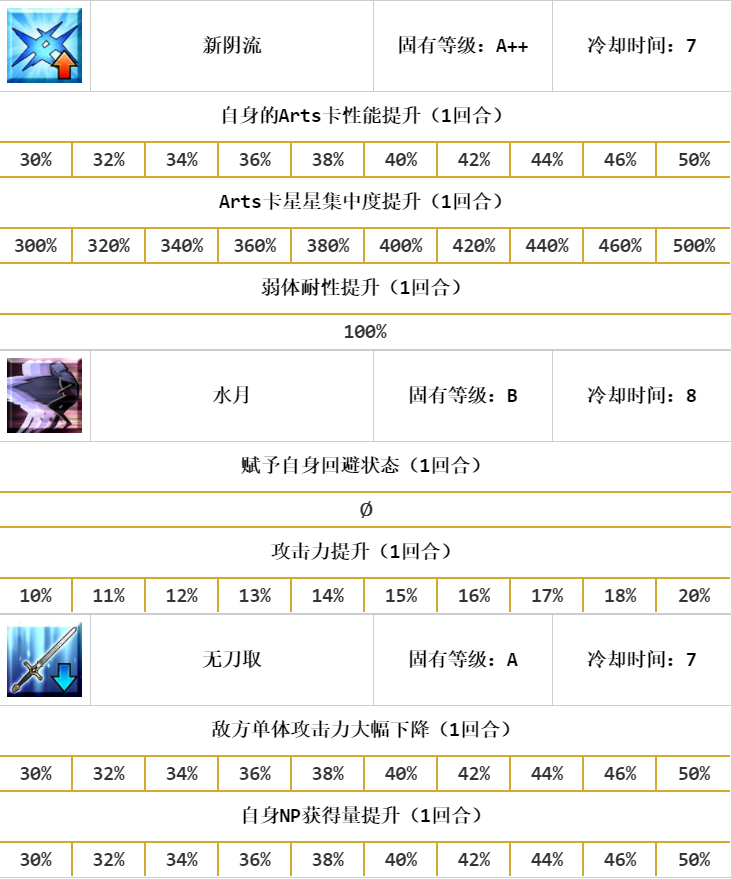 新阴流 固有等级：A++ 冷却时间：7
自身的Arts卡性能提升（1回合）
30% 32% 34% 36% 38% 40% 42% 44% 46% 50%
Arts卡星星集中度提升（1回合）
300% 320% 340% 360% 380% 400% 420% 440% 460% 500%
弱体耐性提升（1回合）
100%
水月 固有等级：B 冷却时间：8
赋予自身回避状态（1回合）
Ø
攻击力提升（1回合）
10% 11% 12% 13% 14% 15% 16% 17% 18% 20%
无刀取 固有等级：A 冷却时间：7
敌方单体攻击力大幅下降（1回合）
30% 32% 34% 36% 38% 40% 42% 44% 46% 50%
自身NP获得量提升（1回合）
30% 32% 34% 36% 38% 40% 42% 44% 46% 50%